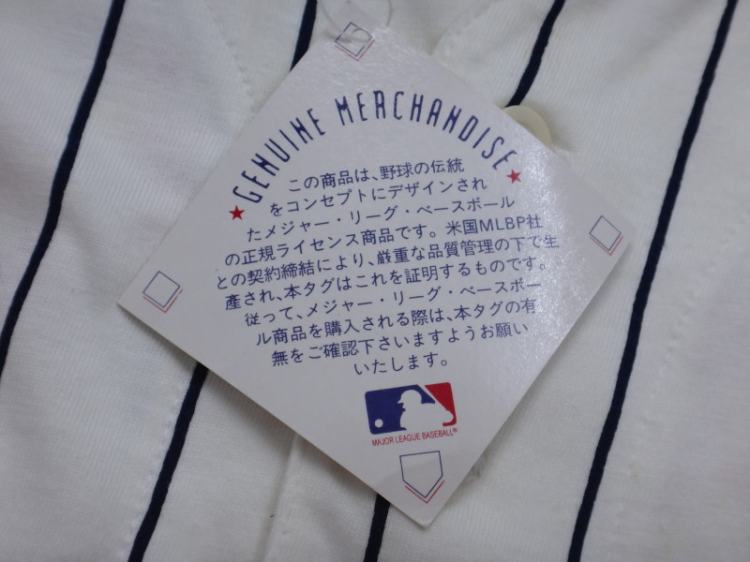 GENUINE MERCHANDISE
この商品は、野球の伝統
をコンセプトにデザインされ
たメジャー・リーグ・ベースボール
の正規ライセンス商品です。米国MLBP社
との契約締結により、厳重な品質管理の下で生
産され、本タグはこれを証明するものです。
従って、メジャー・リーグ・ベースボー
ル商品を購入される際は、本タグの有
無をご確認下さいますようお願い
いたします。
MAJOR LEAGUE BASEBALL®